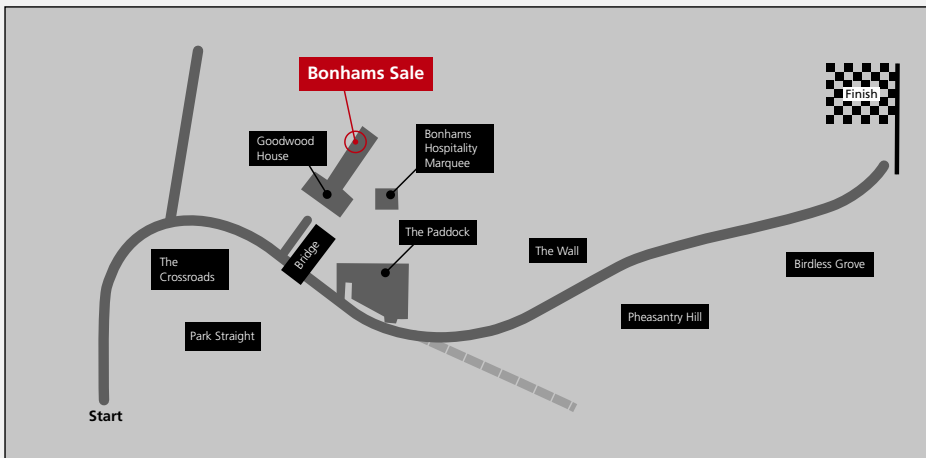 Bonhams Sale
Finish
Goodwood
House
Bonhams
Hospitality
Marquee
The Paddock
Bridge
The Wall
The
Crossroads
Birdless Grove
Pheasantry Hill
Park Straight
Start